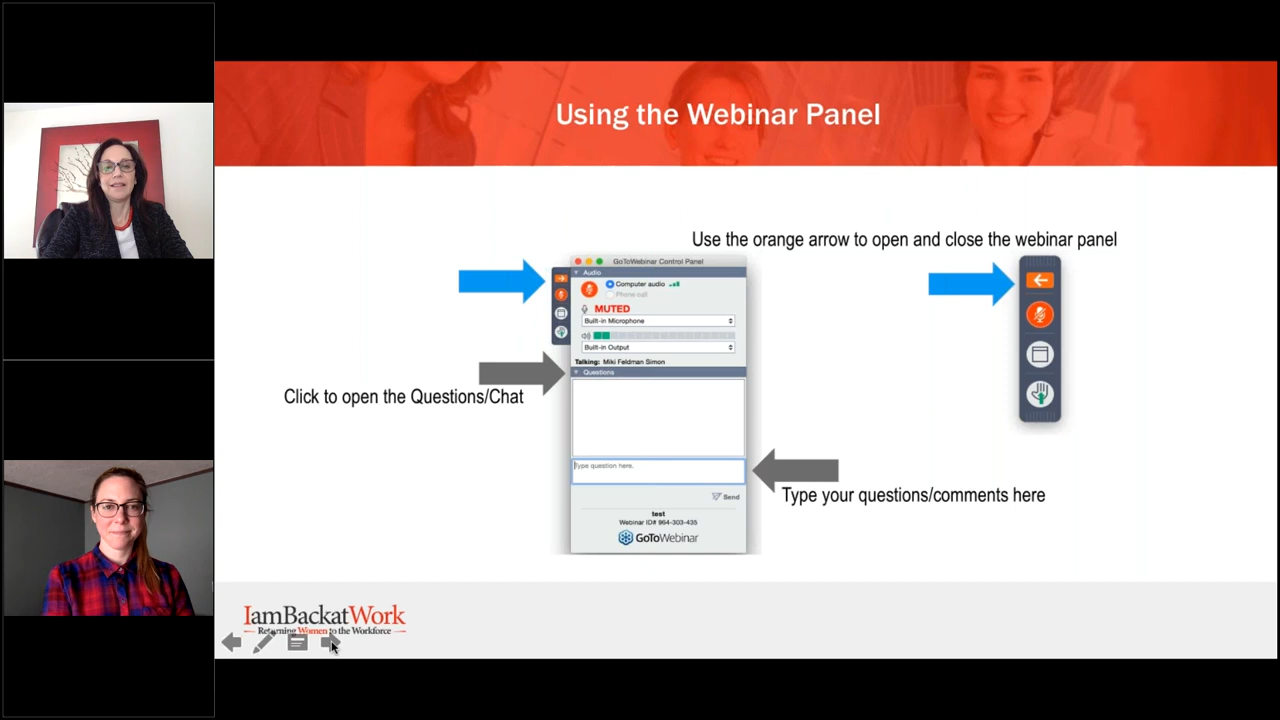 Using the Webinar Panel
Use the orange arrow to open and close the webinar panel
GoToWebinar Control Panel
Audio
Computer audio
Phone call
MUTED
Built-in Microphone
Built-in Output
Talking: Miki Feldman Simon
Questions
Click to open the Questions/Chat
Type question here.
Type your questions/comments here
Send
test
Webinar ID# 964-303-435
GoToWebinar
IamBackatWork
Returning Women to the Workforce